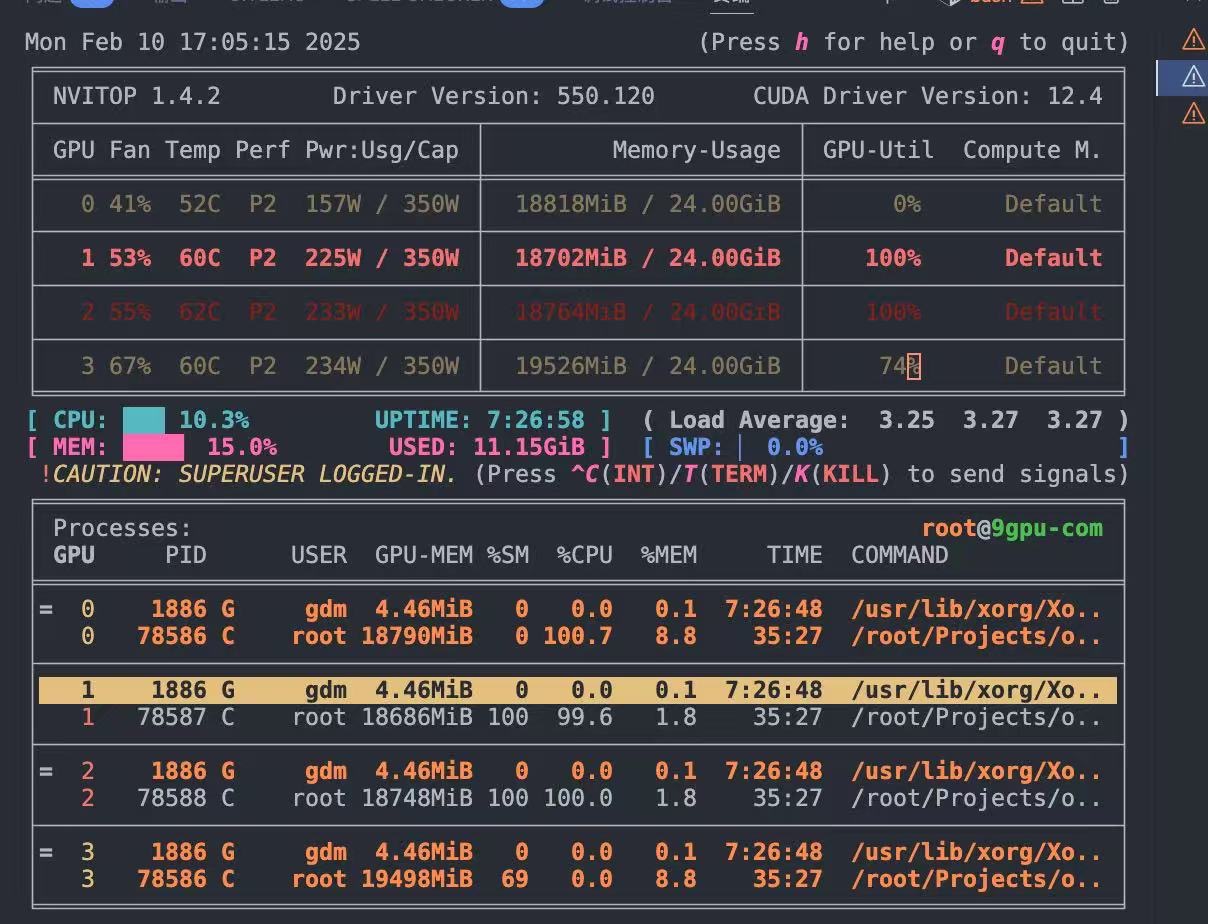 Mon Feb 10 17:05:15 2025 (Press h for help or q to quit)
NVITOP 1.4.2 Driver Version: 550.120 CUDA Driver Version: 12.4
GPU Fan Temp Perf Pwr:Usg/Cap Memory-Usage GPU-Util Compute M.
0 41% 52C P2 157W / 350W 18818MiB / 24.00GiB 0% Default
1 53% 60C P2 225W / 350W 18702MiB / 24.00GiB 100% Default
2 55% 62C P2 233W / 350W 18764MiB / 24.00GiB 100% Default
3 67% 60C P2 234W / 350W 19526MiB / 24.00GiB 74% Default
[ CPU: 10.3% UPTIME: 7:26:58 ] ( Load Average: 3.25 3.27 3.27 )
[ MEM: 15.0% USED: 11.15GiB ] [ SWP: 0.0% ]
!CAUTION: SUPERUSER LOGGED-IN. (Press ^C(INT)/T(TERM)/K(KILL) to send signals)
Processes: root@9gpu-com
GPU PID USER GPU-MEM %SM %CPU %MEM TIME COMMAND
= 0 1886 G gdm 4.46MiB 0 0.0 0.1 7:26:48 /usr/lib/xorg/Xo..
0 78586 C root 18790MiB 0 100.7 8.8 35:27 /root/Projects/o..
1 1886 G gdm 4.46MiB 0 0.0 0.1 7:26:48 /usr/lib/xorg/Xo..
1 78587 C root 18686MiB 100 99.6 1.8 35:27 /root/Projects/o..
= 2 1886 G gdm 4.46MiB 0 0.0 0.1 7:26:48 /usr/lib/xorg/Xo..
2 78588 C root 18748MiB 100 100.0 1.8 35:27 /root/Projects/o..
= 3 1886 G gdm 4.46MiB 0 0.0 0.1 7:26:48 /usr/lib/xorg/Xo..
3 78586 C root 19498MiB 69 0.0 8.8 35:27 /root/Projects/o..